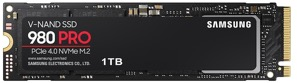 V-NAND SSD
980 PRO
PCIe 4.0 NVMe M.2
SAMSUNG
1TB